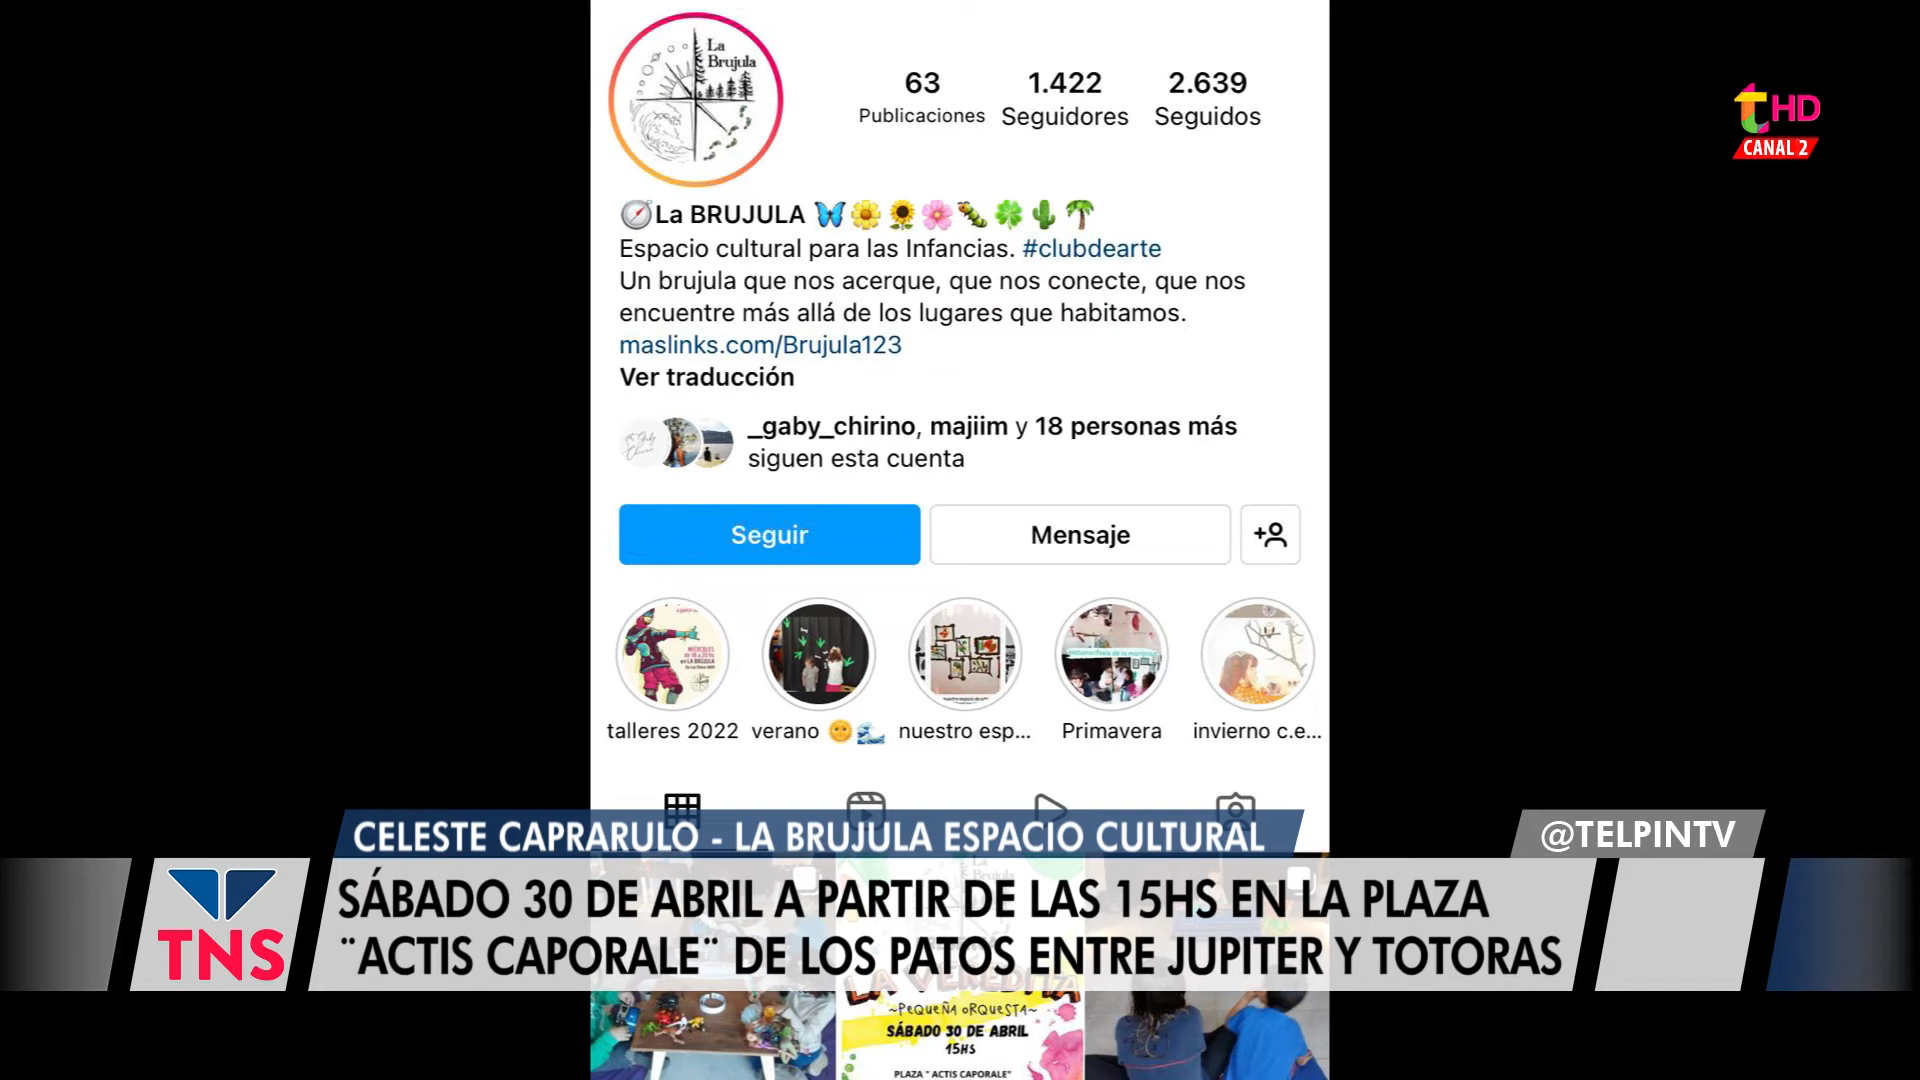 La
Brujula
63
Publicaciones
1.422
Seguidores
2.639
Seguidos
HD
CANAL 2
La BRUJULA
Espacio cultural para las Infancias. #clubdearte
Un brujula que nos acerque, que nos conecte, que nos
encuentre más allá de los lugares que habitamos.
maslinks.com/Brujula123
Ver traducción
_gaby_chirino, majiim y 18 personas más
siguen esta cuenta
Seguir
Mensaje
talleres 2022
verano
nuestro esp...
Primavera
invierno c.e...
CELESTE CAPRARULO - LA BRUJULA ESPACIO CULTURAL
@TELPINTV
TNS
SÁBADO 30 DE ABRIL A PARTIR DE LAS 15HS EN LA PLAZA
¨ACTIS CAPORALE¨ DE LOS PATOS ENTRE JUPITER Y TOTORAS
LA VEREDITA
~PEQUEÑA ORQUESTA~
SÁBADO 30 DE ABRIL
15HS
PLAZA " ACTIS CAPORALE"